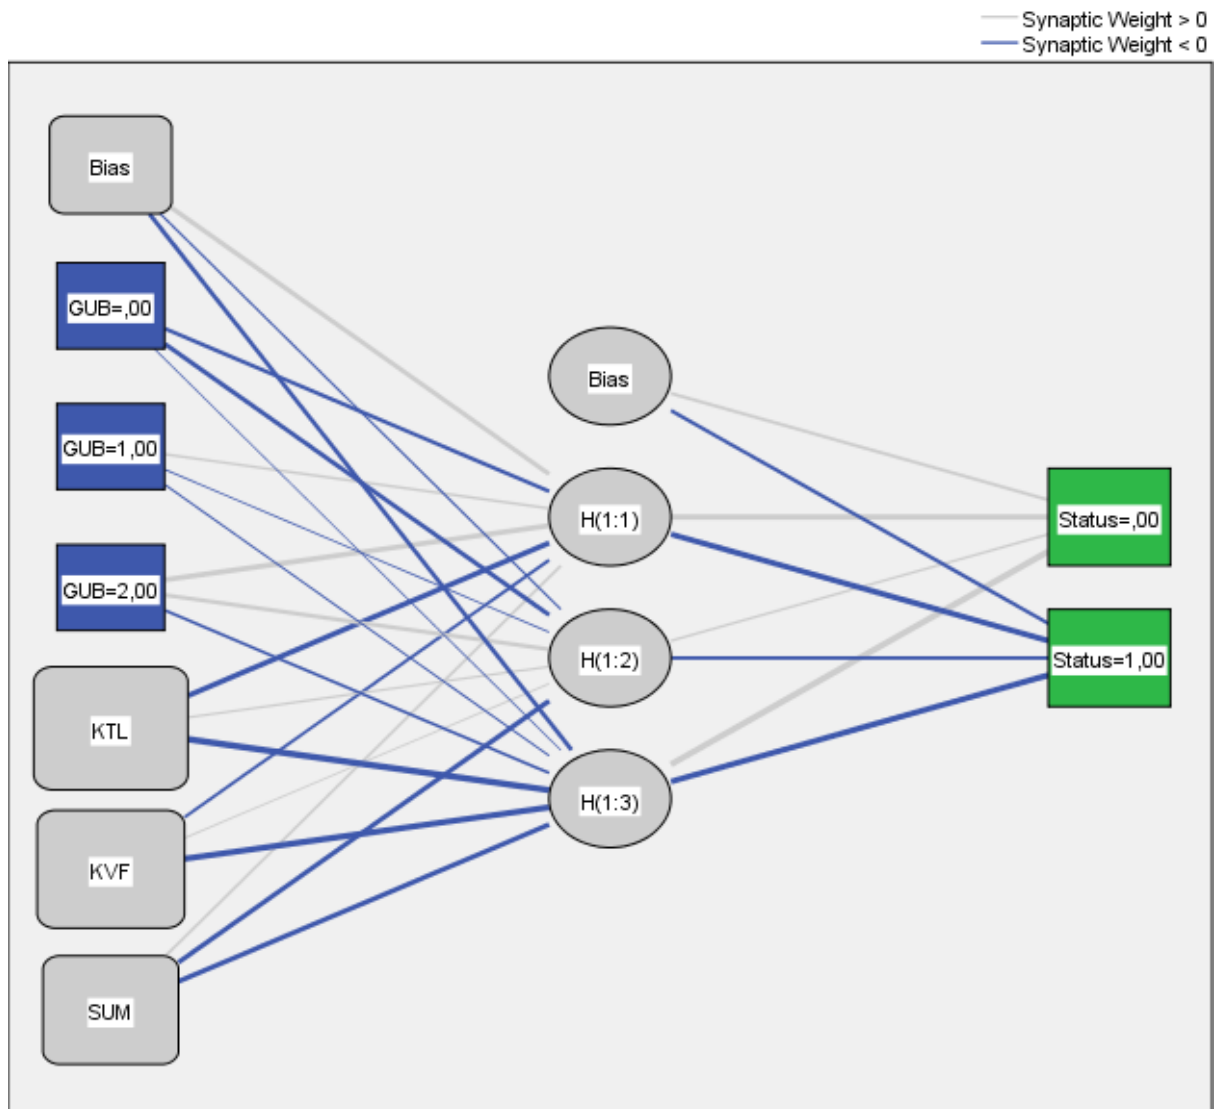 Synaptic Weight > 0
Synaptic Weight < 0
Bias
GUB=,00
GUB=1,00
GUB=2,00
KTL
KVF
SUM
Bias
H(1:1)
H(1:2)
H(1:3)
Status=,00
Status=1,00